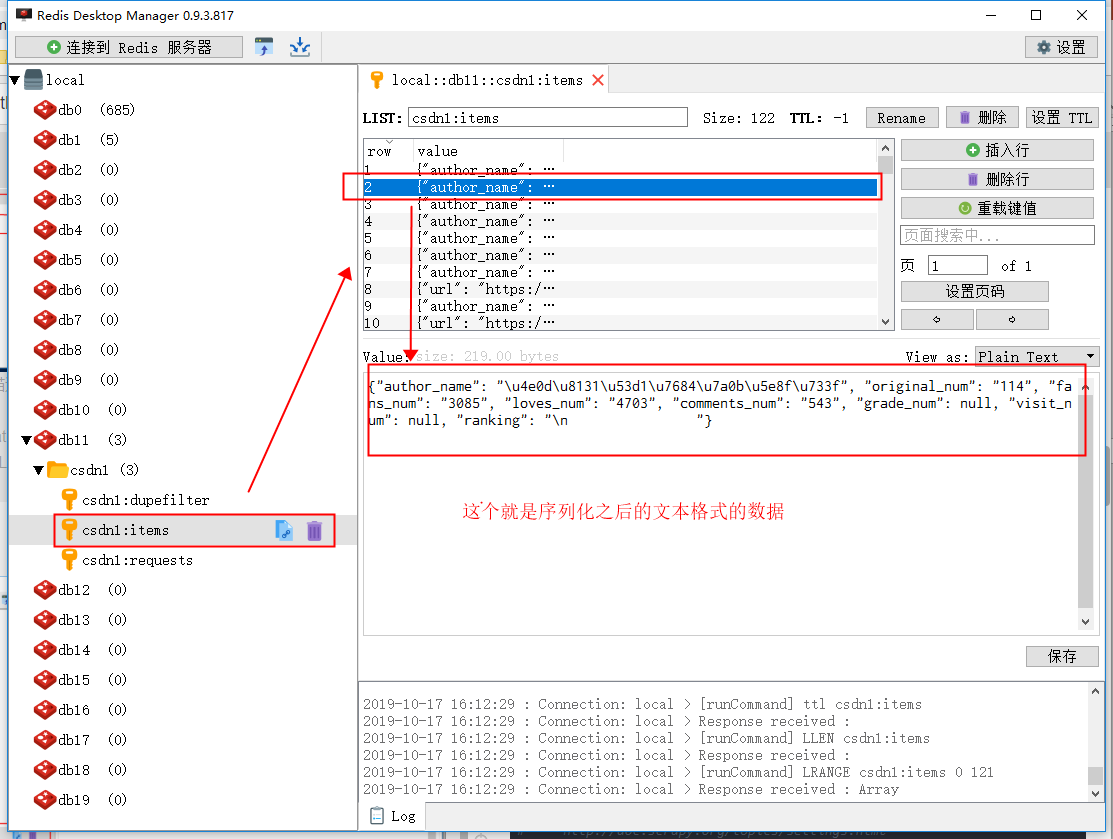 Redis Desktop Manager 0.9.3.817
连接到 Redis 服务器
设置
local
db0 (685)
db1 (5)
db2 (0)
db3 (0)
db4 (0)
db5 (0)
db6 (0)
db7 (0)
db8 (0)
db9 (0)
db10 (0)
db11 (3)
csdn1 (3)
csdn1:dupefilter
csdn1:items
csdn1:requests
db12 (0)
db13 (0)
db14 (0)
db15 (0)
db16 (0)
db17 (0)
db18 (0)
db19 (0)
local::db11::csdn1:items
LIST: csdn1:items Size: 122 TTL: -1 Rename 删除 设置 TTL
row value
1 {"author_name": ···
2 {"author_name": ···
3 {"author_name": ···
4 {"author_name": ···
5 {"author_name": ···
6 {"author_name": ···
7 {"author_name": ···
8 {"url": "https:/···
9 {"author_name": ···
10 {"url": "https:/···
插入行
删除行
重载键值
页面搜索中...
页 1 of 1
设置页码
Value: size: 219.00 bytes View as: Plain Text
{"author_name": "\u4e0d\u8131\u53d1\u7684\u7a0b\u5e8f\u733f", "original_num": "114", "fa
ns_num": "3085", "loves_num": "4703", "comments_num": "543", "grade_num": null, "visit_n
um": null, "ranking": "\n "}
这个就是序列化之后的文本格式的数据
保存
2019-10-17 16:12:29 : Connection: local > [runCommand] ttl csdn1:items
2019-10-17 16:12:29 : Connection: local > Response received :
2019-10-17 16:12:29 : Connection: local > [runCommand] LLEN csdn1:items
2019-10-17 16:12:29 : Connection: local > Response received :
2019-10-17 16:12:29 : Connection: local > [runCommand] LRANGE csdn1:items 0 121
2019-10-17 16:12:29 : Connection: local > Response received : Array
Log